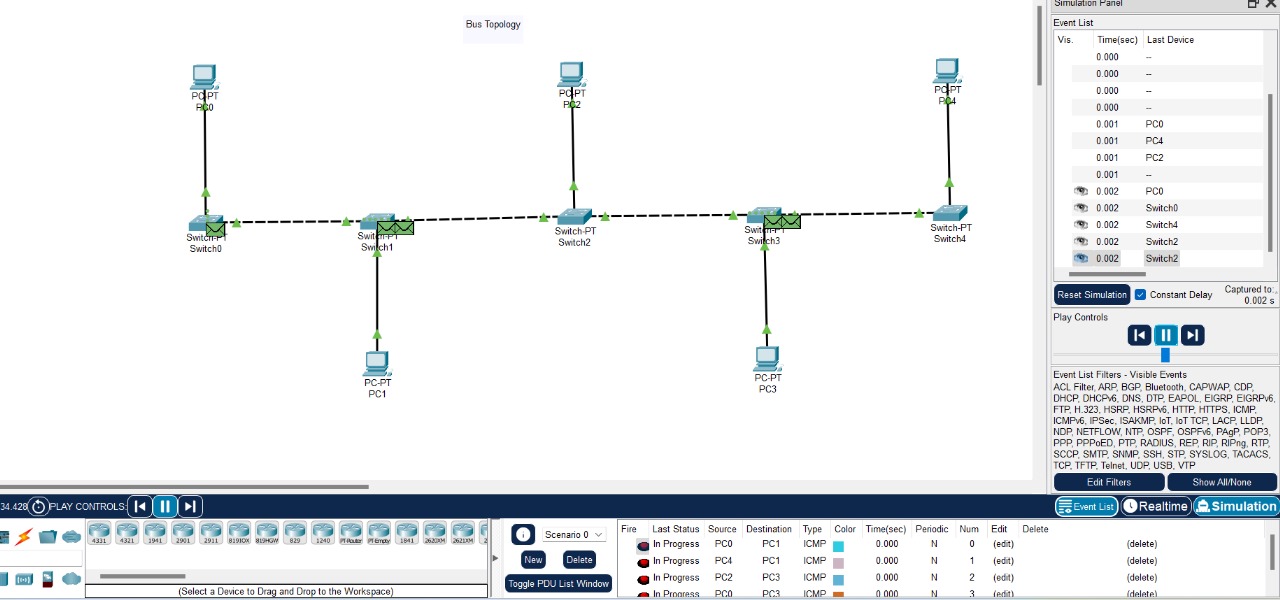 Bus Topology
PC-PT
PC0
PC-PT
PC2
PC-PT
PC4
Switch-PT
Switch0
Switch-PT
Switch1
Switch-PT
Switch2
Switch-PT
Switch3
Switch-PT
Switch4
PC-PT
PC1
PC-PT
PC3
Simulation Panel
Event List
Vis. Time(sec) Last Device
0.000 --
0.000 --
0.000 --
0.000 --
0.001 PC0
0.001 PC4
0.001 PC2
0.001 --
0.002 PC0
0.002 Switch0
0.002 Switch4
0.002 Switch2
0.002 Switch2
Reset Simulation Constant Delay
Captured to:
0.002 s
Play Controls
Event List Filters - Visible Events
ACL Filter, ARP, BGP, Bluetooth, CAPWAP, CDP,
DHCP, DHCPv6, DNS, DTP, EAPOL, EIGRP, EIGRPv6,
FTP, H.323, HSRP, HSRPv6, HTTP, HTTPS, ICMP,
ICMPv6, IPSec, ISAKMP, IoT, IoT TCP, LACP, LLDP,
NDP, NETFLOW, NTP, OSPF, OSPFv6, PAgP, POP3,
PPP, PPPoED, PTP, RADIUS, REP, RIP, RIPng, RTP,
SCCP, SMTP, SNMP, SSH, STP, SYSLOG, TACACS,
TCP, TFTP, Telnet, UDP, USB, VTP
Edit Filters Show All/None
34.428 PLAY CONTROLS:
Event List Realtime Simulation
4331 4321 1941 2901 2911 819IOX 819HGW 829 1240 PT-Router PT-Empty 1841 2620XM 2621XM
(Select a Device to Drag and Drop to the Workspace)
Scenario 0
New Delete
Toggle PDU List Window
Fire Last Status Source Destination Type Color Time(sec) Periodic Num Edit Delete
In Progress PC0 PC1 ICMP 0.000 N 0 (edit) (delete)
In Progress PC4 PC1 ICMP 0.000 N 1 (edit) (delete)
In Progress PC2 PC3 ICMP 0.000 N 2 (edit) (delete)
In Progress PC0 PC3 ICMP 0.000 N 3 (edit) (delete)